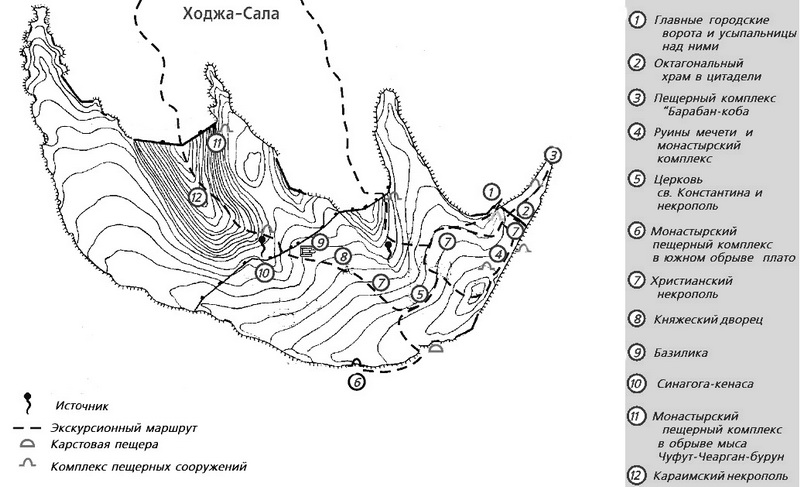 Ходжа-Сала
1 Главные городские
ворота и усыпальницы
над ними
2 Октагональный
храм в цитадели
3 Пещерный комплекс
"Барабан-коба
4 Руины мечети и
монастырский
комплекс
5 Церковь
св. Константина и
некрополь
6 Монастырский
пещерный комплекс
в южном обрыве плато
7 Христианский
некрополь
8 Княжеский дворец
9 Базилика
10 Синагога-кенаса
11 Монастырский
пещерный комплекс
в обрыве мыса
Чуфут-Чеарган-бурун
12 Караимский некрополь
11
3
1
12
2
7
9
7
8
4
10
7
5
6
Источник
Экскурсионный маршрут
Карстовая пещера
Комплекс пещерных сооружений